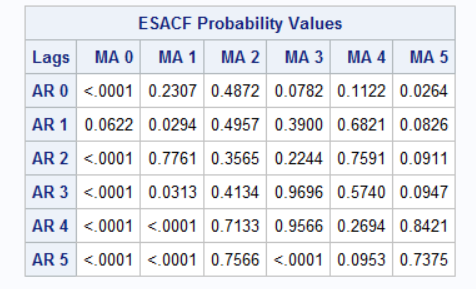 ESACF Probability Values
Lags MA 0 MA 1 MA 2 MA 3 MA 4 MA 5
AR 0 <.0001 0.2307 0.4872 0.0782 0.1122 0.0264
AR 1 0.0622 0.0294 0.4957 0.3900 0.6821 0.0826
AR 2 <.0001 0.7761 0.3565 0.2244 0.7591 0.0911
AR 3 <.0001 0.0313 0.4134 0.9696 0.5740 0.0947
AR 4 <.0001 <.0001 0.7133 0.9566 0.2694 0.8421
AR 5 <.0001 <.0001 0.7566 <.0001 0.0953 0.7375